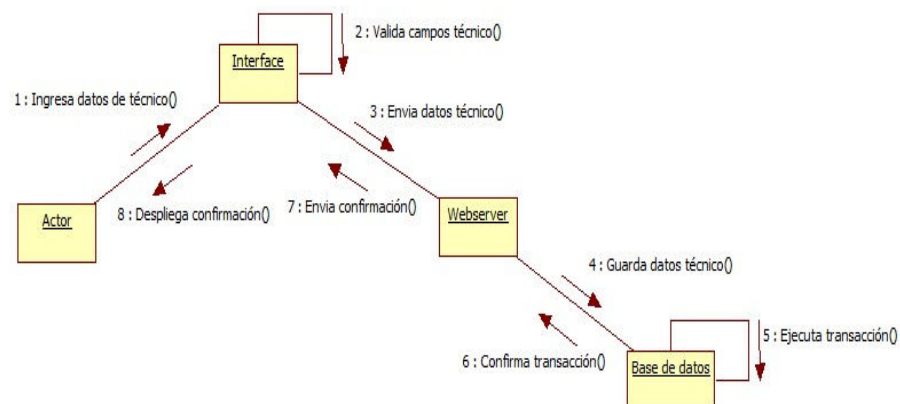 2 : Valida campos técnico()
Interface
1 : Ingresa datos de técnico()
3 : Envia datos técnico()
Actor
8 : Despliega confirmación()
7 : Envia confirmación()
Webserver
4 : Guarda datos técnico()
5 : Ejecuta transacción()
6 : Confirma transacción()
Base de datos